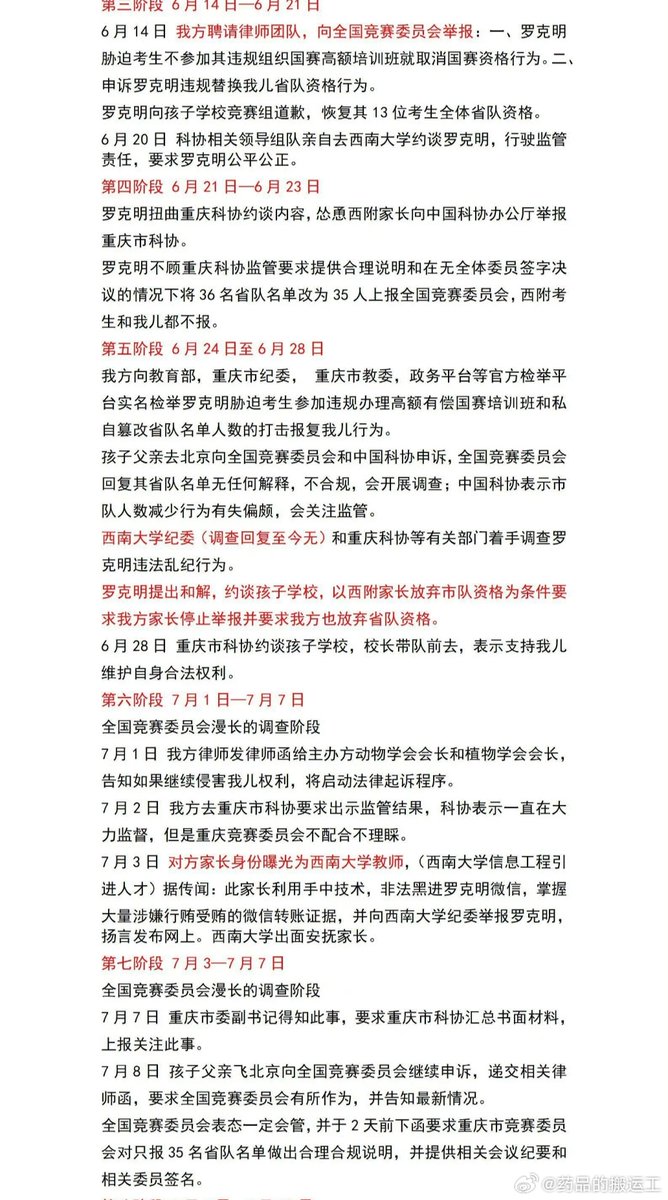 第三阶段 6 月 14 日—6 月 21 日
6 月 14 日 我方聘请律师团队，向全国竞赛委员会举报：一、罗克明
胁迫考生不参加其违规组织国赛高额培训班就取消国赛资格行为。二、
申诉罗克明违规替换我儿省队资格行为。
罗克明向孩子学校竞赛组道歉，恢复其 13 位考生全体省队资格。
6 月 20 日 科协相关领导组队亲自去西南大学约谈罗克明，行驶监管
责任，要求罗克明公平公正。
第四阶段 6 月 21 日—6 月 23 日
罗克明扭曲重庆科协约谈内容，怂恿西附家长向中国科协办公厅举报
重庆市科协。
罗克明不顾重庆科协监管要求提供合理说明和在无全体委员签字决
议的情况下将 36 名省队名单改为 35 人上报全国竞赛委员会，西附考
生和我儿都不报。
第五阶段 6 月 24 日至 6 月 28 日
我方向教育部，重庆市纪委， 重庆市教委，政务平台等官方检举平
台实名检举罗克明胁迫考生参加违规办理高额有偿国赛培训班和私
自篡改省队名单人数的打击报复我儿行为。
孩子父亲去北京向全国竞赛委员会和中国科协申诉，全国竞赛委员会
回复其省队名单无任何解释，不合规，会开展调查；中国科协表示市
队人数减少行为有失偏颇，会关注监管。
西南大学纪委（调查回复至今无）和重庆科协等有关部门着手调查罗
克明违法乱纪行为。
罗克明提出和解，约谈孩子学校，以西附家长放弃市队资格为条件要
求我方家长停止举报并要求我方也放弃省队资格。
6 月 28 日 重庆市科协约谈孩子学校，校长带队前去，表示支持我儿
维护自身合法权利。
第六阶段 7 月 1 日—7 月 7 日
全国竞赛委员会漫长的调查阶段
7 月 1 日 我方律师发律师函给主办方动物学会会长和植物学会会长，
告知如果继续侵害我儿权利，将启动法律起诉程序。
7 月 2 日 我方去重庆市科协要求出示监管结果，科协表示一直在大
力监督，但是重庆竞赛委员会不配合不理睬。
7 月 3 日 对方家长身份曝光为西南大学教师，（西南大学信息工程引
进人才）据传闻：此家长利用手中技术，非法黑进罗克明微信，掌握
大量涉嫌行贿受贿的微信转账证据，并向西南大学纪委举报罗克明，
扬言发布网上。西南大学出面安抚家长。
第七阶段 7 月 3—7 月 7 日
全国竞赛委员会漫长的调查阶段
7 月 7 日 重庆市委副书记得知此事，要求重庆市科协汇总书面材料，
上报关注此事。
7 月 8 日 孩子父亲飞北京向全国竞赛委员会继续申诉，递交相关律
师函，要求全国竞赛委员会有所作为，并告知最新情况。
全国竞赛委员会表态一定会管，并于 2 天前下函要求重庆市竞赛委员
会对只报 35 名省队名单做出合理合规说明，并提供相关会议纪要和
相关委员签名。
@药品的搬运工